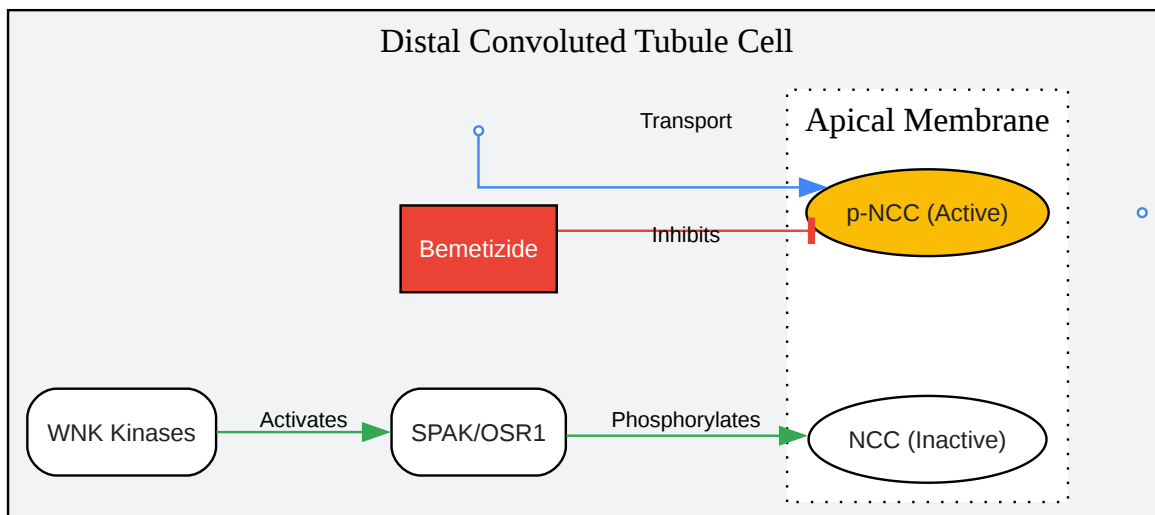 Distal Convoluted Tubule Cell
Transport
Apical Membrane
p-NCC (Active)
Inhibits
Bemetizide
WNK Kinases
Activates
SPAK/OSR1
Phosphorylates
NCC (Inactive)